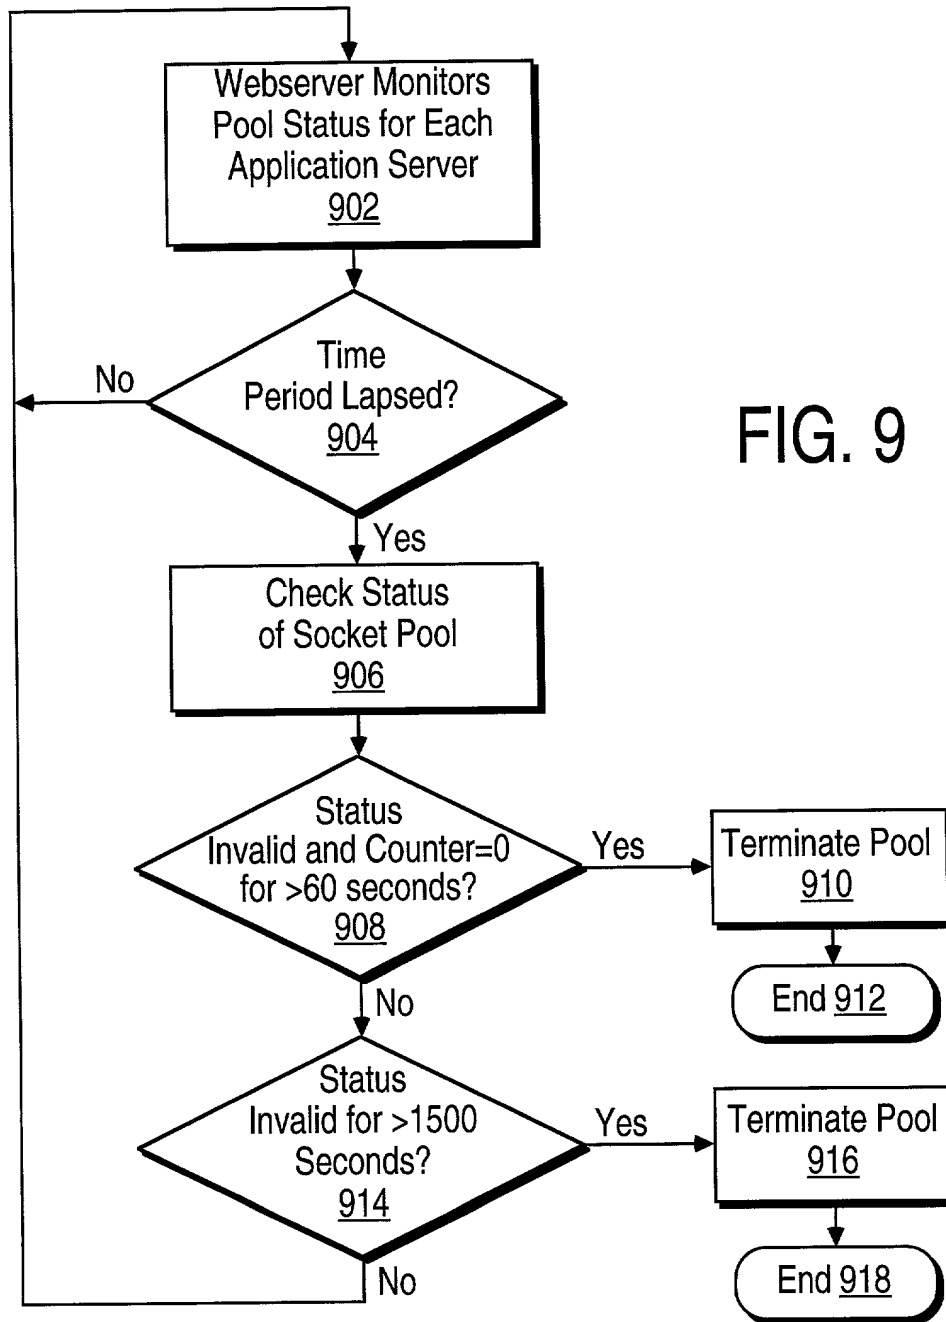 Webserver Monitors
Pool Status for Each
Application Server
902
Time
Period Lapsed?
904
No
FIG. 9
Yes
Check Status
of Socket Pool
906
Status
Invalid and Counter=0
for >60 seconds?
908
Yes
Terminate Pool
910
End 912
No
Status
Invalid for >1500
Seconds?
914
Yes
Terminate Pool
916
End 918
No